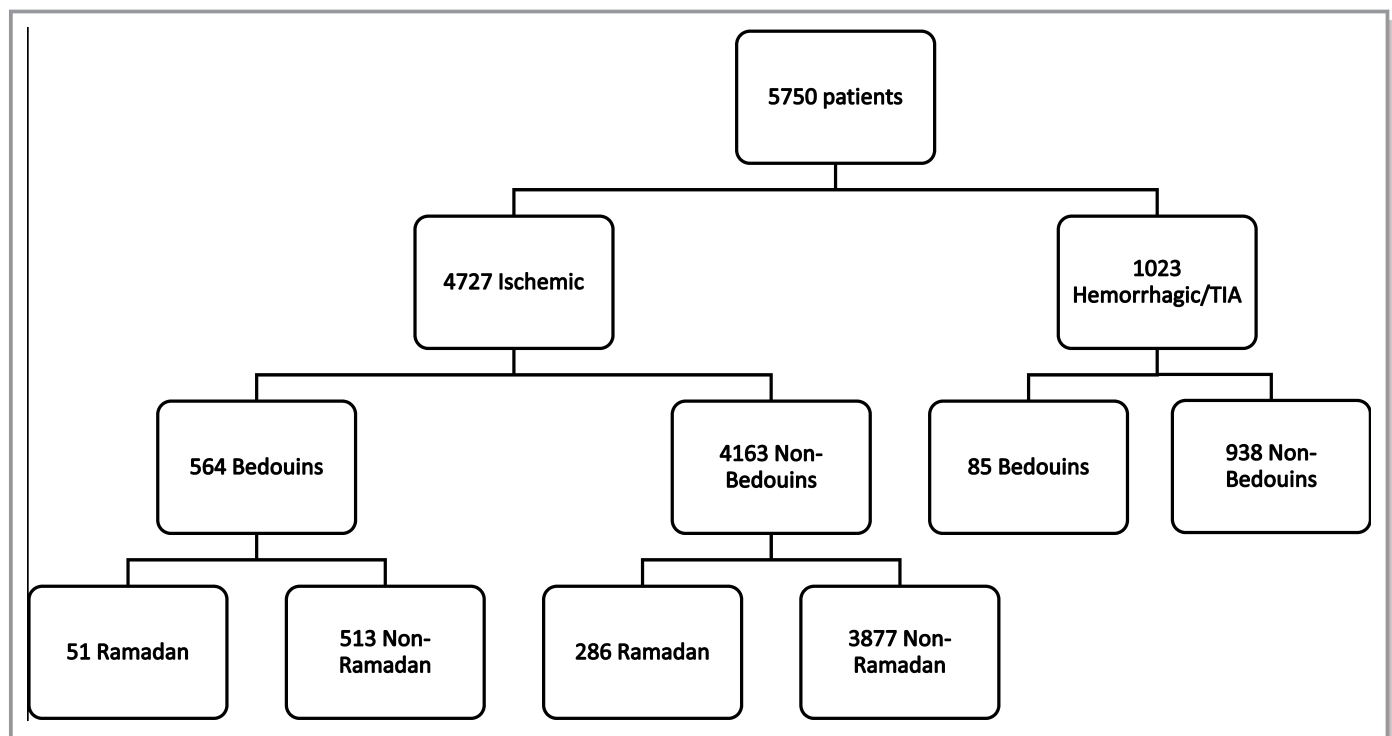 5750 patients
4727 Ischemic
1023
Hemorrhagic/TIA
564 Bedouins
4163 Non-
Bedouins
85 Bedouins
938 Non-
Bedouins
51 Ramadan
513 Non-
Ramadan
286 Ramadan
3877 Non-
Ramadan